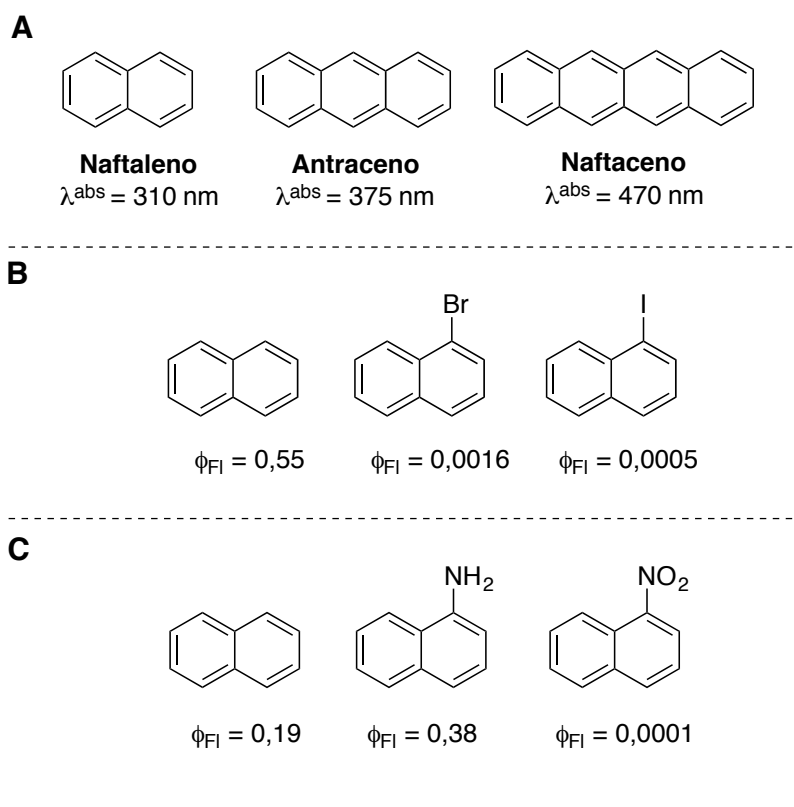 A
Naftaleno Antraceno Naftaceno
λabs = 310 nm λabs = 375 nm λabs = 470 nm
B
Br I
ϕFl = 0,55 ϕFl = 0,0016 ϕFl = 0,0005
C
NH2 NO2
ϕFl = 0,19 ϕFl = 0,38 ϕFl = 0,0001